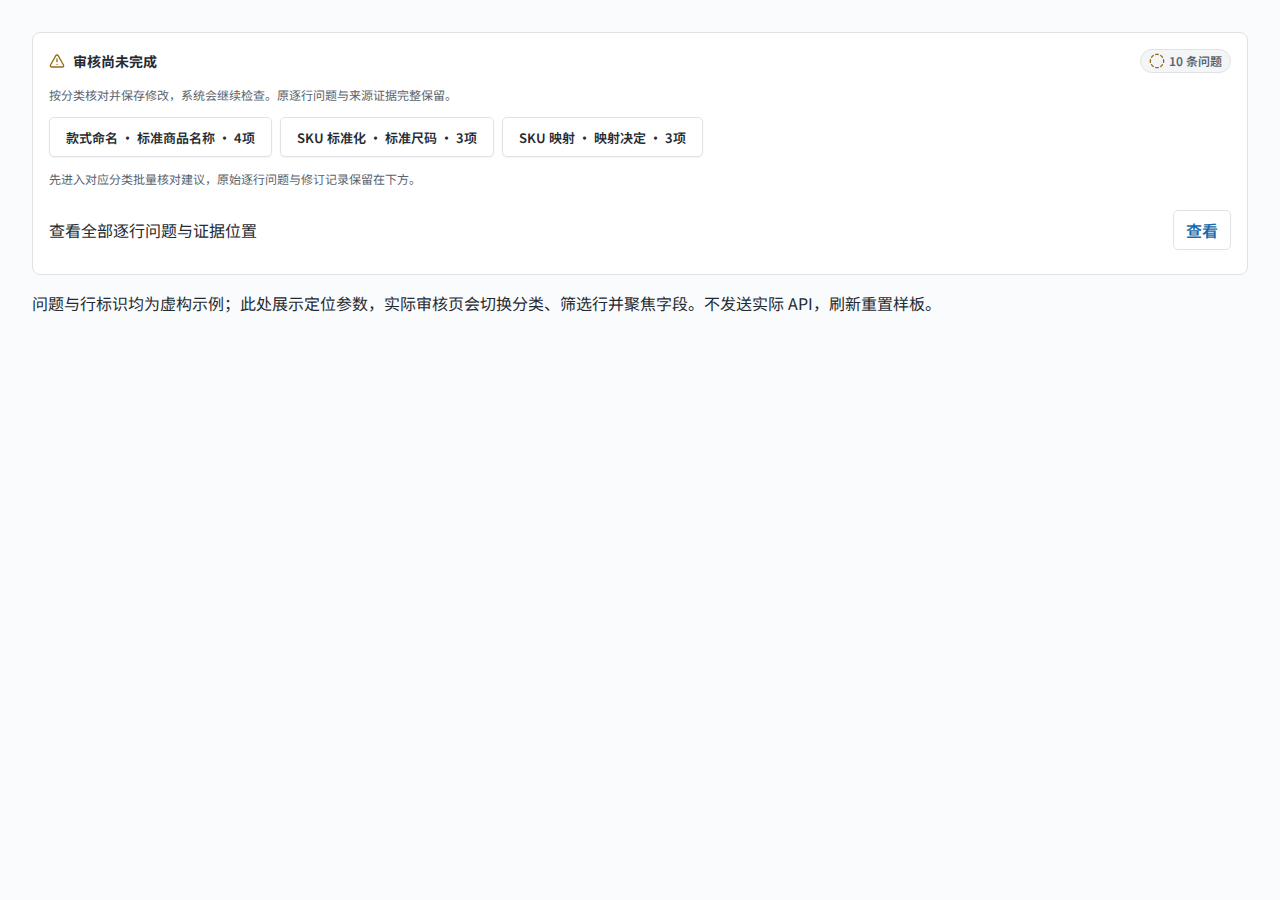 审核尚未完成
10 条问题
按分类核对并保存修改，系统会继续检查。原逐行问题与来源证据完整保留。
款式命名 · 标准商品名称 · 4项
SKU 标准化 · 标准尺码 · 3项
SKU 映射 · 映射决定 · 3项
先进入对应分类批量核对建议，原始逐行问题与修订记录保留在下方。
查看全部逐行问题与证据位置
查看
问题与行标识均为虚构示例；此处展示定位参数，实际审核页会切换分类、筛选行并聚焦字段。不发送实际 API，刷新重置样板。